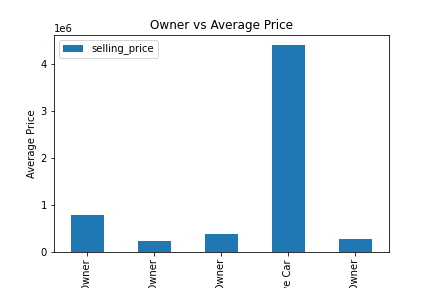 Owner vs Average Price
1e6
selling_price
4
3
2
1
0
Average Price
Owner
Owner
Owner
Car
Owner